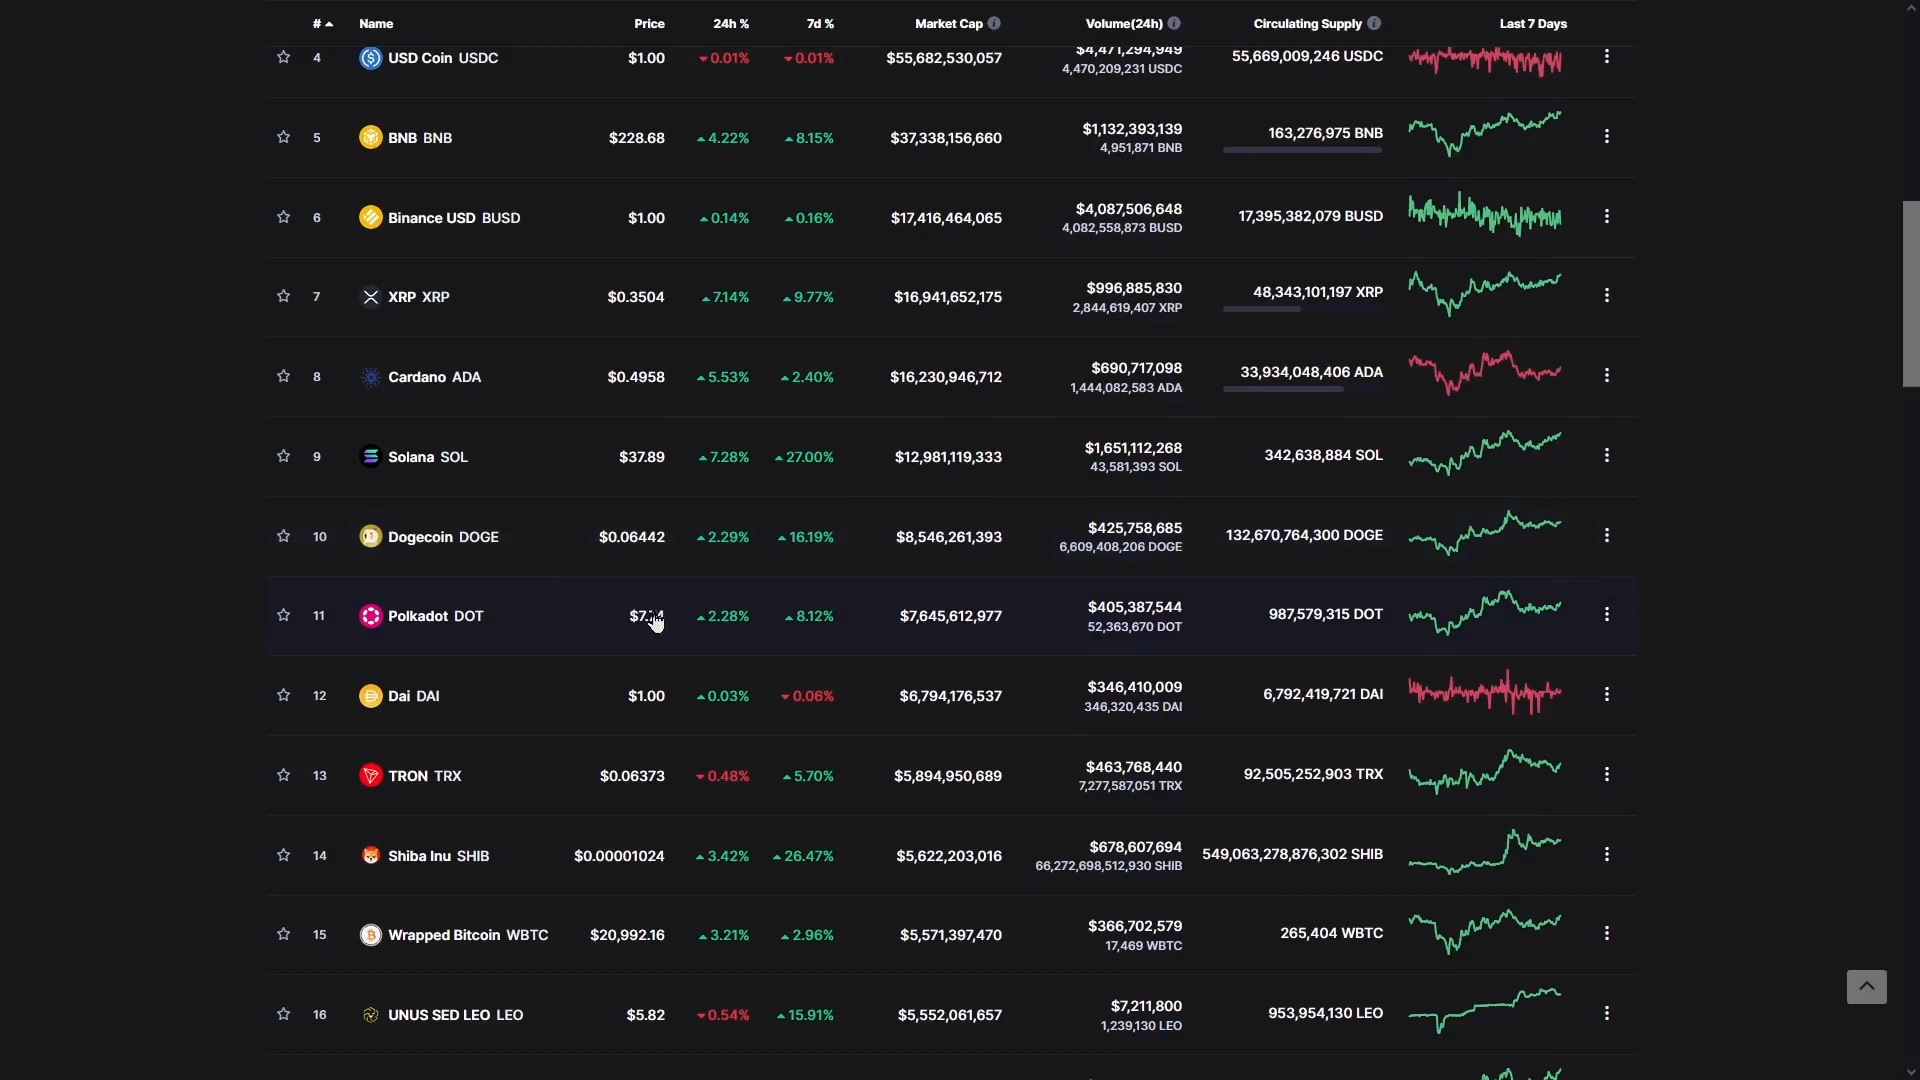 # Name Price 24h % 7d % Market Cap Volume(24h) Circulating Supply Last 7 Days
4 USD Coin USDC $1.00 0.01% 0.01% $55,682,530,057 $4,471,294,949 55,669,009,246 USDC
4,470,209,231 USDC
5 BNB BNB $228.68 4.22% 8.15% $37,338,156,660 $1,132,393,139 163,276,975 BNB
4,951,871 BNB
6 Binance USD BUSD $1.00 0.14% 0.16% $17,416,464,065 $4,087,506,648 17,395,382,079 BUSD
4,082,558,873 BUSD
7 XRP XRP $0.3504 7.14% 9.77% $16,941,652,175 $996,885,830 48,343,101,197 XRP
2,844,619,407 XRP
8 Cardano ADA $0.4958 5.53% 2.40% $16,230,946,712 $690,717,098 33,934,048,406 ADA
1,444,082,583 ADA
9 Solana SOL $37.89 7.28% 27.00% $12,981,119,333 $1,651,112,268 342,638,884 SOL
43,581,393 SOL
10 Dogecoin DOGE $0.06442 2.29% 16.19% $8,546,261,393 $425,758,685 132,670,764,300 DOGE
6,609,408,206 DOGE
11 Polkadot DOT 2.28% 8.12% $7,645,612,977 $405,387,544 987,579,315 DOT
52,363,670 DOT
12 Dai DAI $1.00 0.03% 0.06% $6,794,176,537 $346,410,009 6,792,419,721 DAI
346,320,435 DAI
13 TRON TRX $0.06373 0.48% 5.70% $5,894,950,689 $463,768,440 92,505,252,903 TRX
7,277,587,051 TRX
14 Shiba Inu SHIB $0.00001024 3.42% 26.47% $5,622,203,016 $678,607,694 549,063,278,876,302 SHIB
66,272,698,512,930 SHIB
15 Wrapped Bitcoin WBTC $20,992.16 3.21% 2.96% $5,571,397,470 $366,702,579 265,404 WBTC
17,469 WBTC
16 UNUS SED LEO LEO $5.82 0.54% 15.91% $5,552,061,657 $7,211,800 953,954,130 LEO
1,239,130 LEO